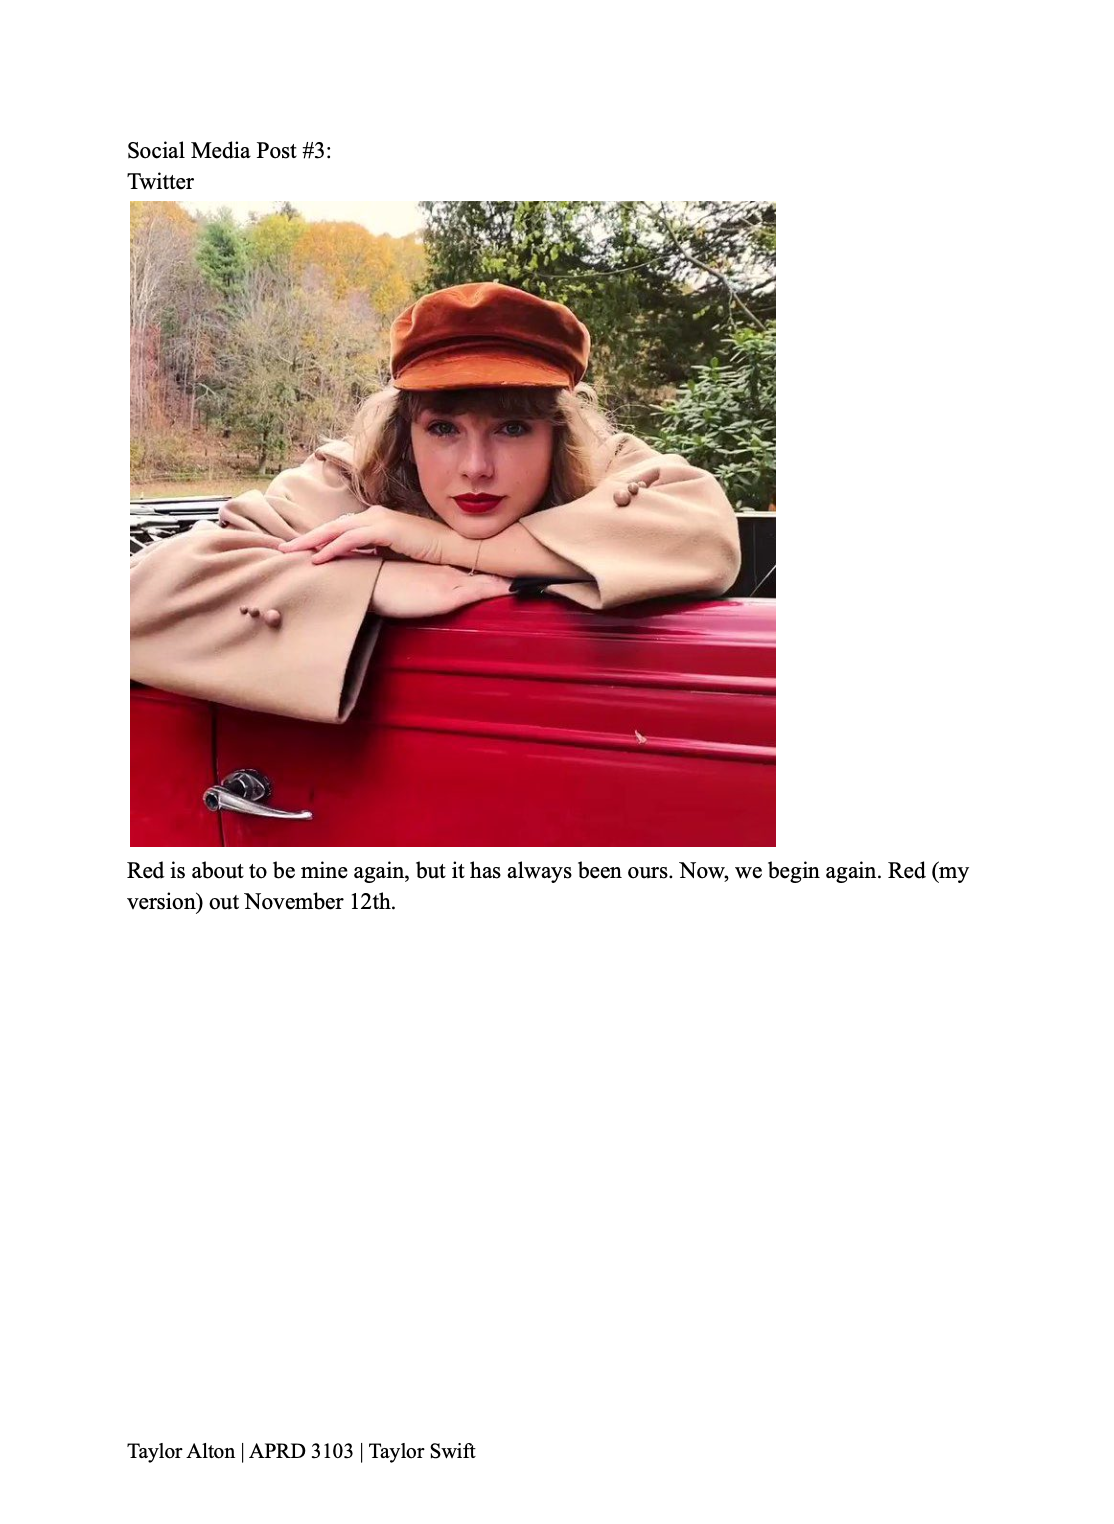 Social Media Post #3:
Twitter
Red is about to be mine again, but it has always been ours. Now, we begin again. Red (my
version) out November 12th.
Taylor Alton | APRD 3103 | Taylor Swift